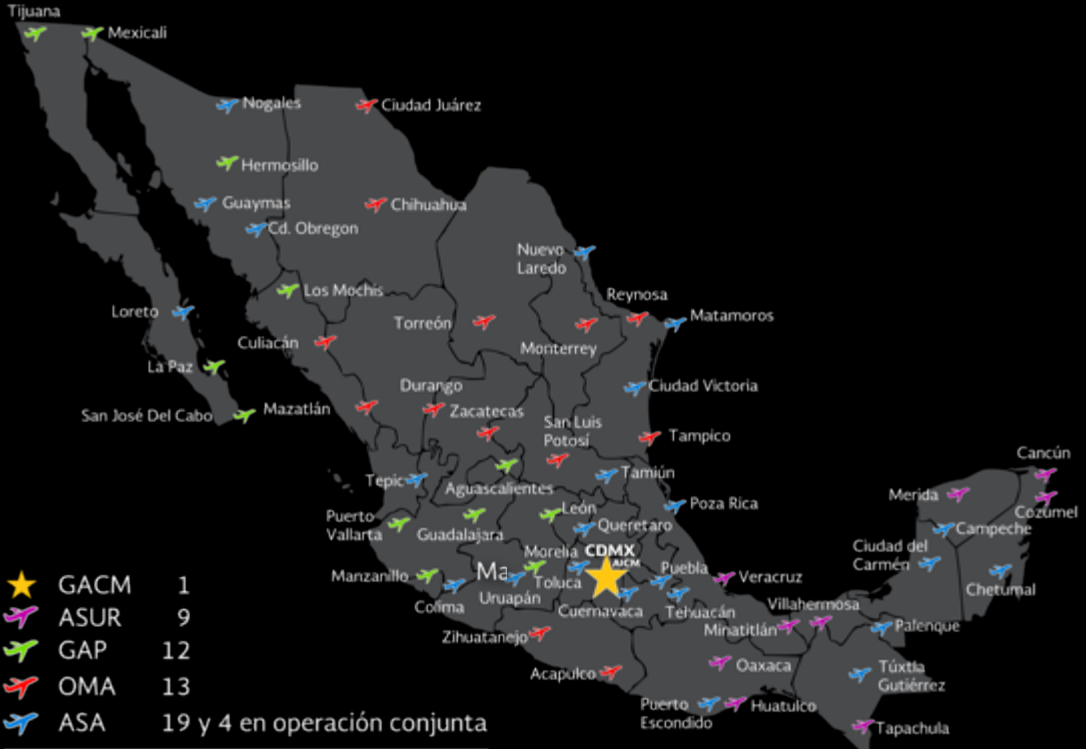 Tijuana
Mexicali
Nogales
Ciudad Juárez
Hermosillo
Guaymas
Chihuahua
Cd. Obregon
Nuevo
Laredo
Los Mochis
Reynosa
Loreto
Torreón
Matamoros
Culiacán
Monterrey
La Paz
Durango
Ciudad Victoria
San José Del Cabo
Mazatlán
Zacatecas
San Luis
Potosí
Tampico
Cancún
Tepic
Aguascalientes
Tamiún
Merida
Poza Rica
Cozumel
Puerto
Vallarta
Guadalajara
León
Queretaro
Campeche
Morelia
CDMX
AICM
Ciudad del
Carmén
Manzanillo
Ma
Toluca
Puebla
Veracruz
Chetumal
Colima
Uruapán
Cuernavaca
Tehuacán
Villahermosa
Minatitlán
Palenque
Zihuatanejo
Acapulco
Oaxaca
Túxtla
Gutiérrez
Puerto
Escondido
Huatulco
Tapachula
GACM 1
ASUR 9
GAP 12
OMA 13
ASA 19 y 4 en operación conjunta